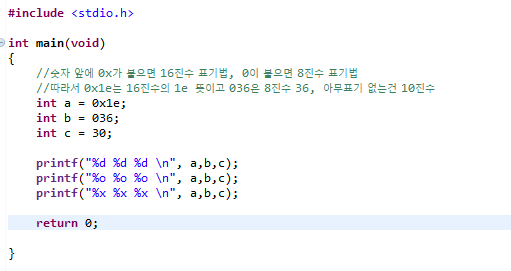 #include <stdio.h>
int main(void)
{
//숫자 앞에 0x가 붙으면 16진수 표기법, 0이 붙으면 8진수 표기법
//따라서 0x1e는 16진수의 1e 뜻이고 036은 8진수 36, 아무표기 없는건 10진수
int a = 0x1e;
int b = 036;
int c = 30;
printf("%d %d %d \n", a,b,c);
printf("%o %o %o \n", a,b,c);
printf("%x %x %x \n", a,b,c);
return 0;
}